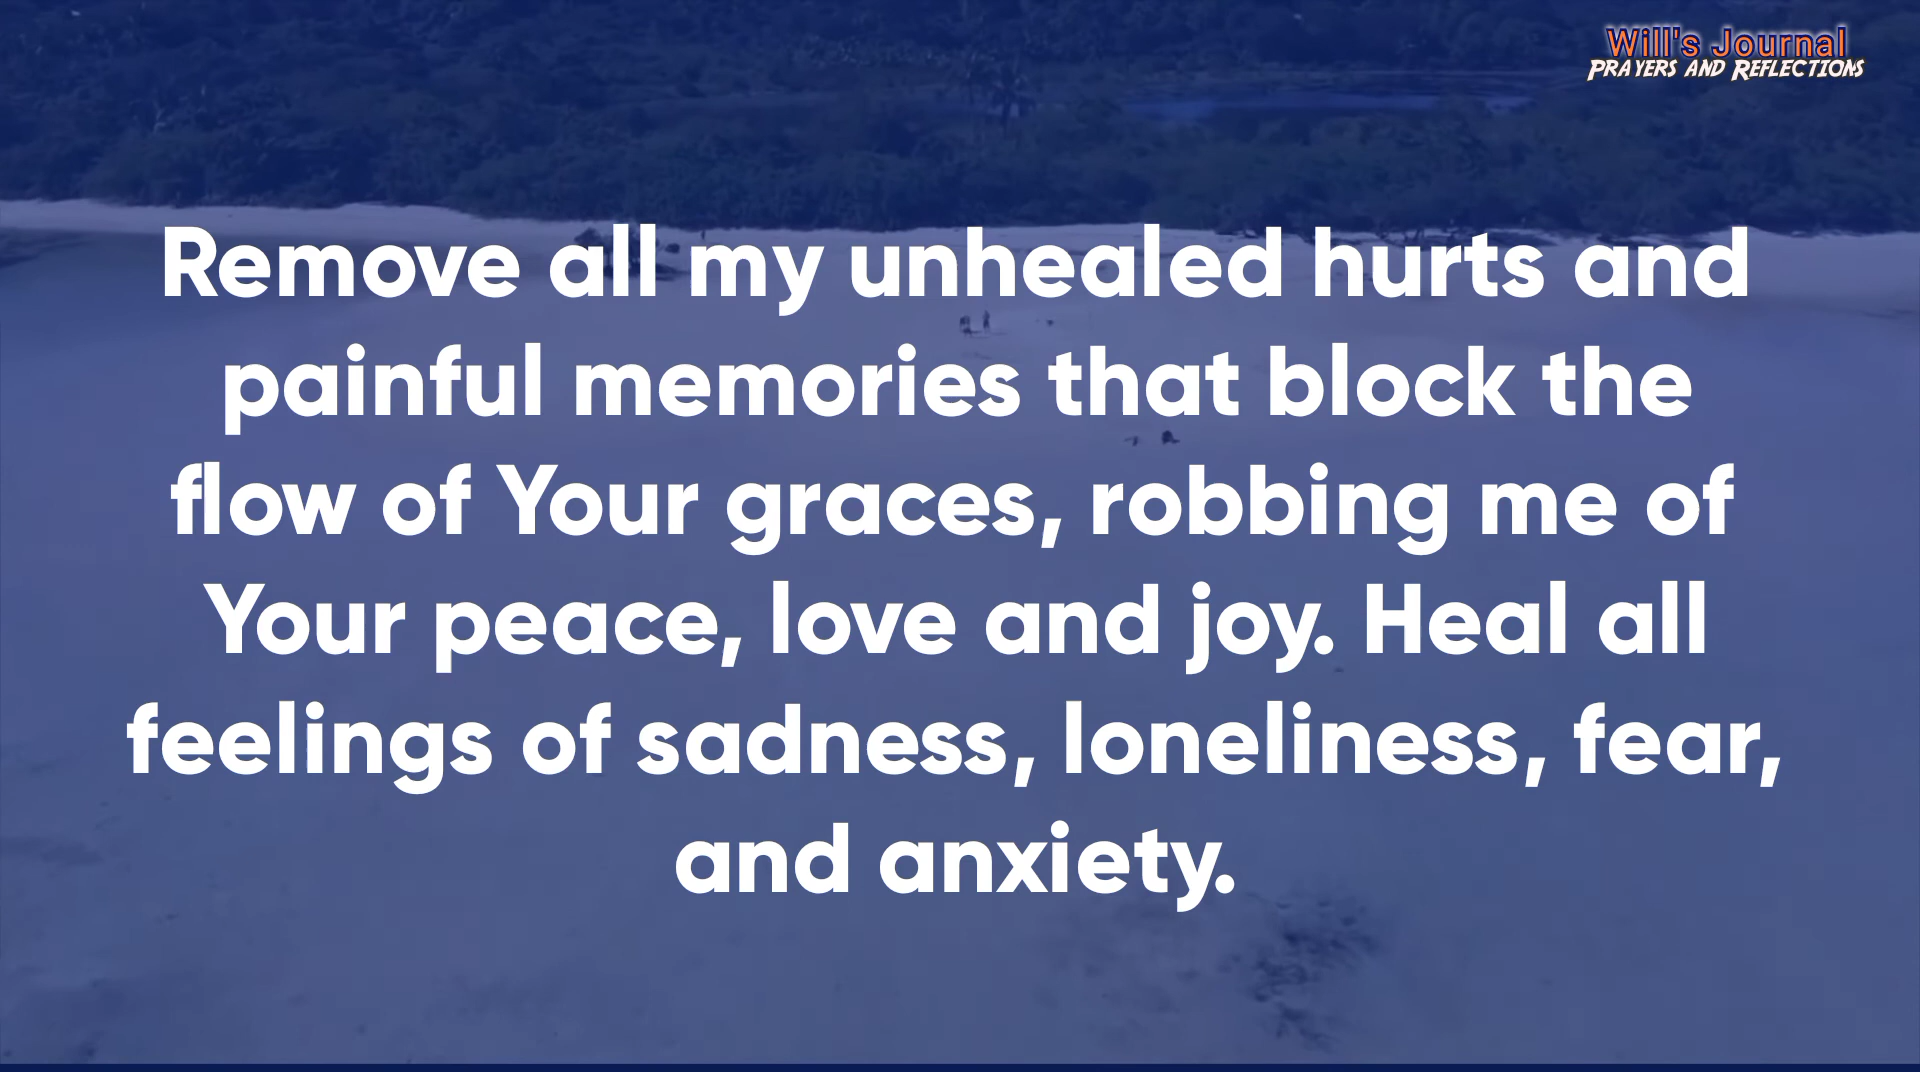 Will's Journal
Prayers and Reflections
Remove all my unhealed hurts and
painful memories that block the
flow of Your graces, robbing me of
Your peace, love and joy. Heal all
feelings of sadness, loneliness, fear,
and anxiety.